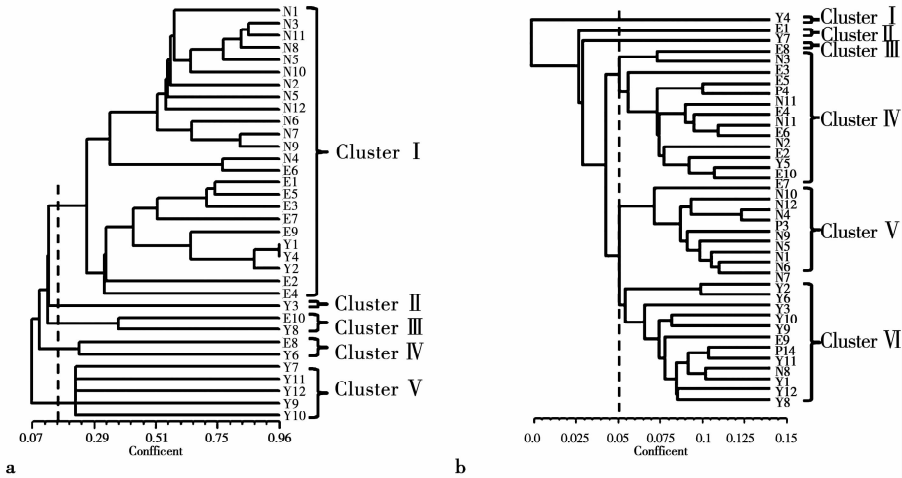 a
N1
N3
N11
N8
N5
N10
N2
N5
N12
N6
N7
N9
N4
E6
E1
E5
E3
E7
E9
Y1
Y4
Y2
E2
E4
Y3
E10
Y8
E8
Y6
Y7
Y11
Y12
Y9
Y10
Cluster I
Cluster II
Cluster III
Cluster IV
Cluster V
0.07 0.29 0.51 0.75 0.96
Confficent
a
b
Y4
E1
Y7
E8
N3
E3
E5
P4
N11
E4
N11
E6
N2
E2
Y5
E10
E7
N10
N12
N4
P3
N9
N5
N1
N6
N7
Y2
Y6
Y3
Y10
Y9
E9
P14
Y11
N8
Y1
Y12
Y8
Cluster I
Cluster II
Cluster III
Cluster IV
Cluster V
Cluster VI
0.0 0.025 0.05 0.075 0.1 0.125 0.15
Confficent
b